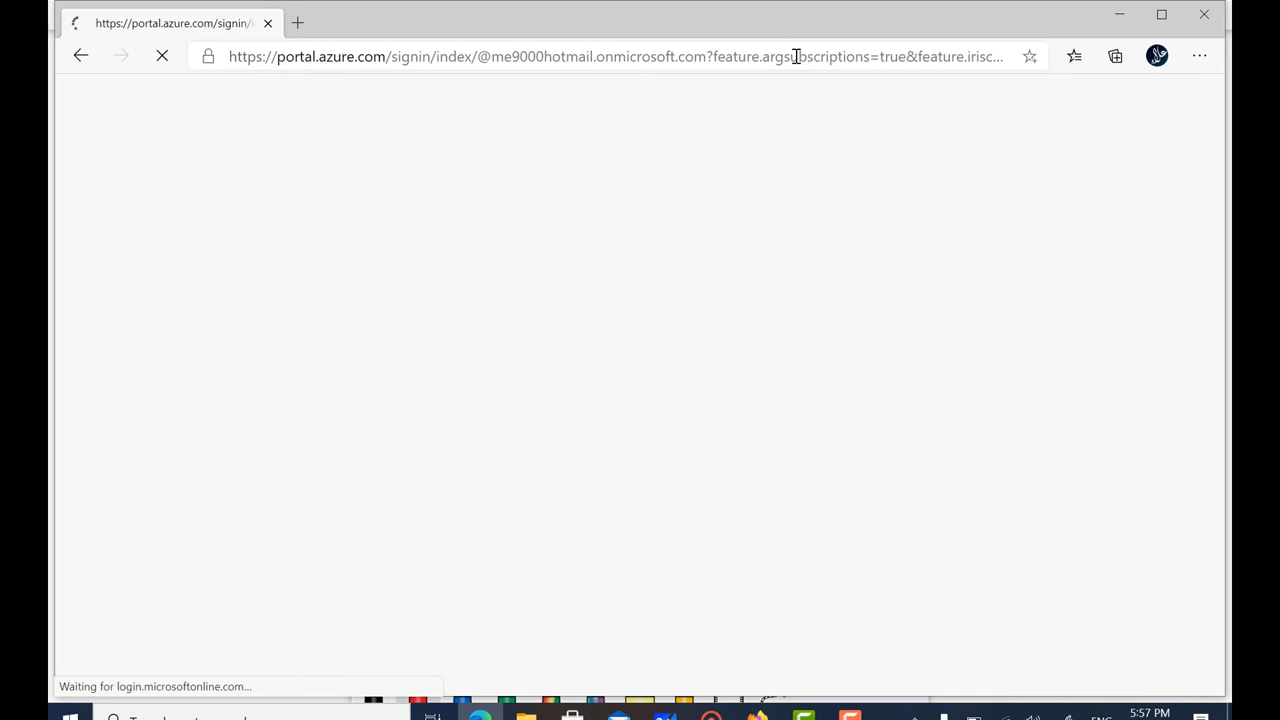 https://portal.azure.com/signin/i
https://portal.azure.com/signin/index/@me9000hotmail.onmicrosoft.com?feature.argsubscriptions=true&feature.irisc...
Waiting for login.microsoftonline.com...
ENG
5:57 PM